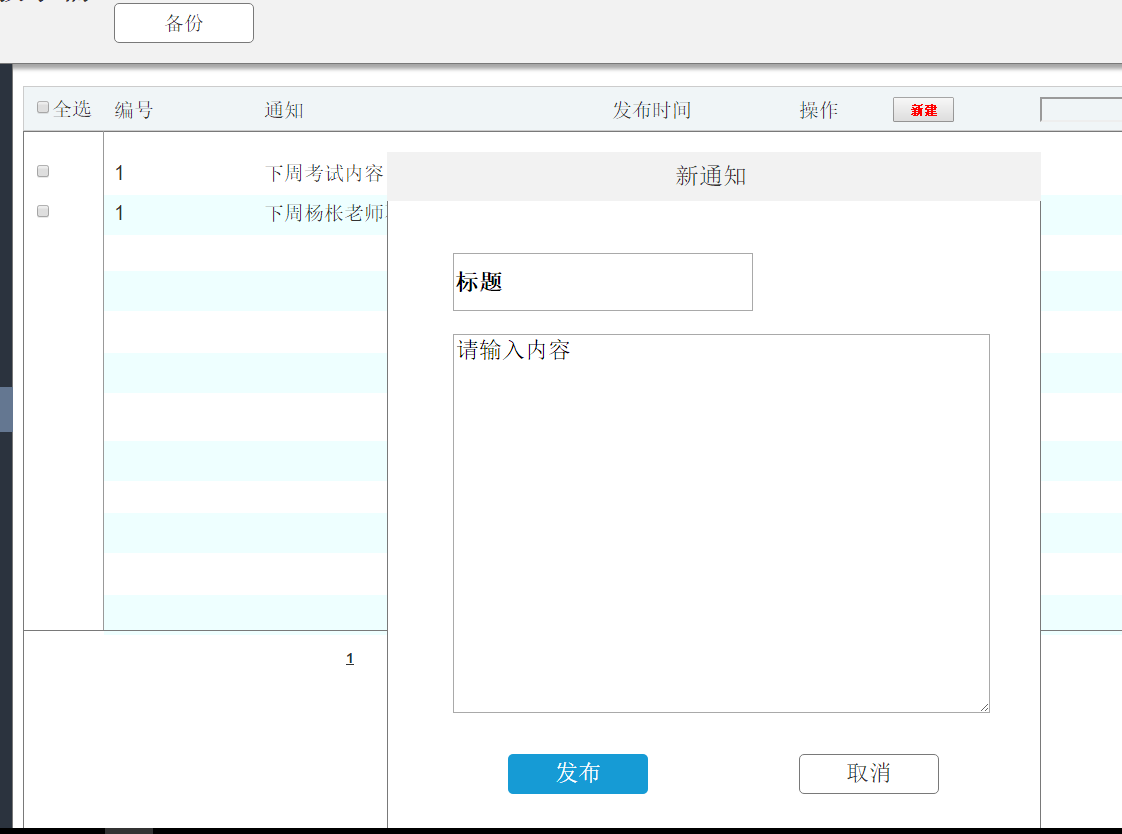 备份
全选 编号 通知 发布时间 操作 新建
1 下周考试内容
1 下周杨枨老师
新通知
标题
请输入内容
1
发布 取消